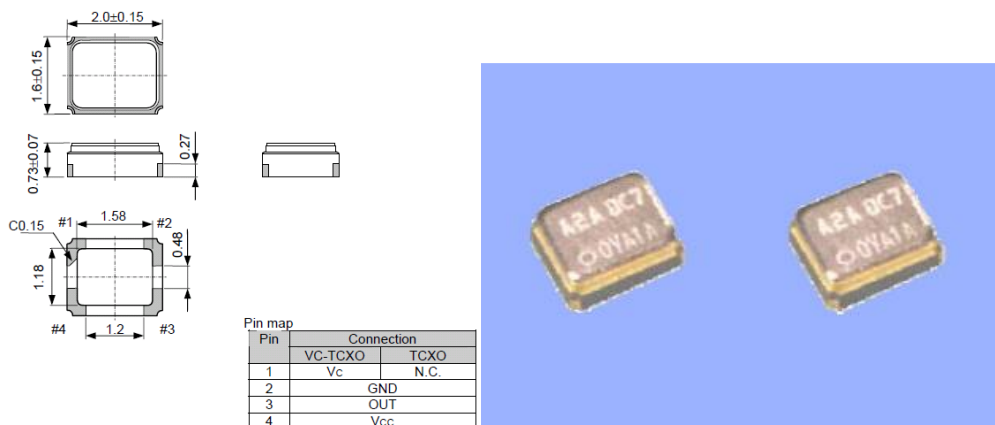 2.0±0.15
1.6±0.15
0.73±0.07
0.27
C0.15
#1
1.58
#2
1.18
0.48
#4
1.2
#3
Pin map
Pin Connection
VC-TCXO TCXO
1 Vc N.C.
2 GND
3 OUT
4 Vcc
A2A 0C7
0YA1A
A2A 0C7
0YA1A